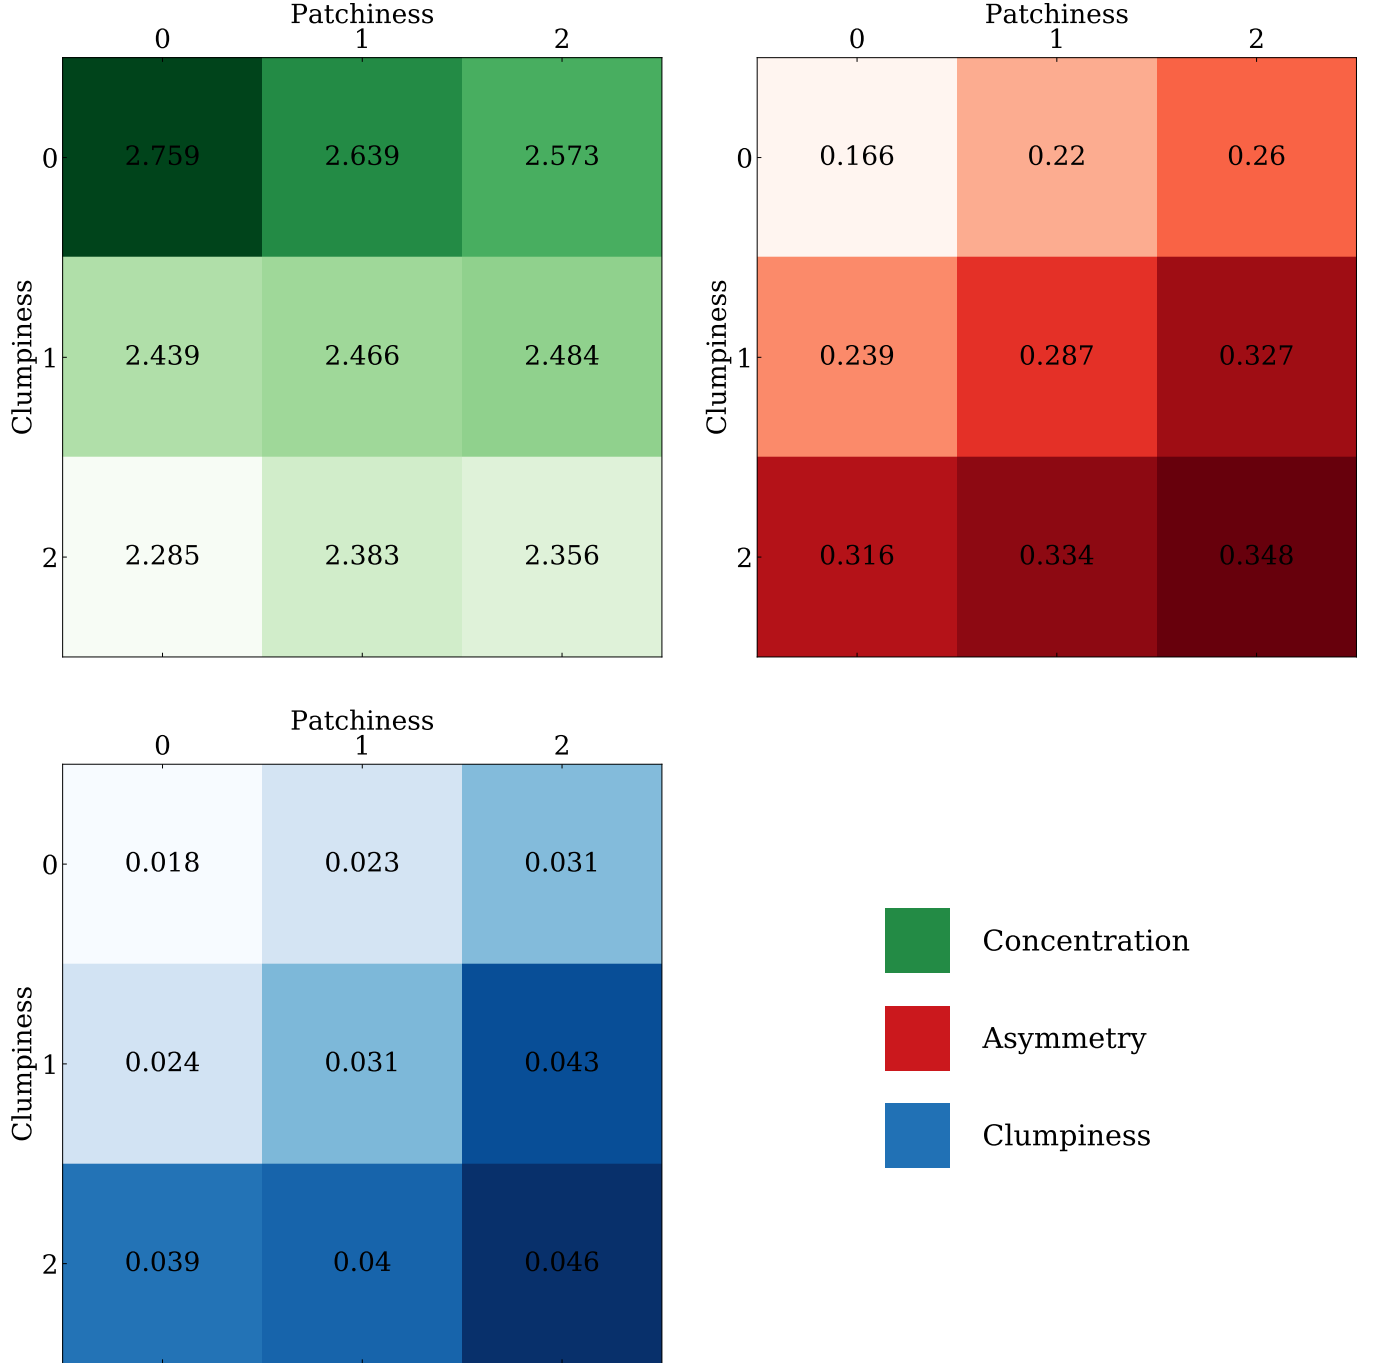 Patchiness
0 1 2
0 2.759 2.639 2.573
Clumpiness
1 2.439 2.466 2.484
2 2.285 2.383 2.356
Patchiness
0 1 2
0 0.166 0.22 0.26
Clumpiness
1 0.239 0.287 0.327
2 0.316 0.334 0.348
Patchiness
0 1 2
0 0.018 0.023 0.031
Clumpiness
1 0.024 0.031 0.043
2 0.039 0.04 0.046
Concentration
Asymmetry
Clumpiness